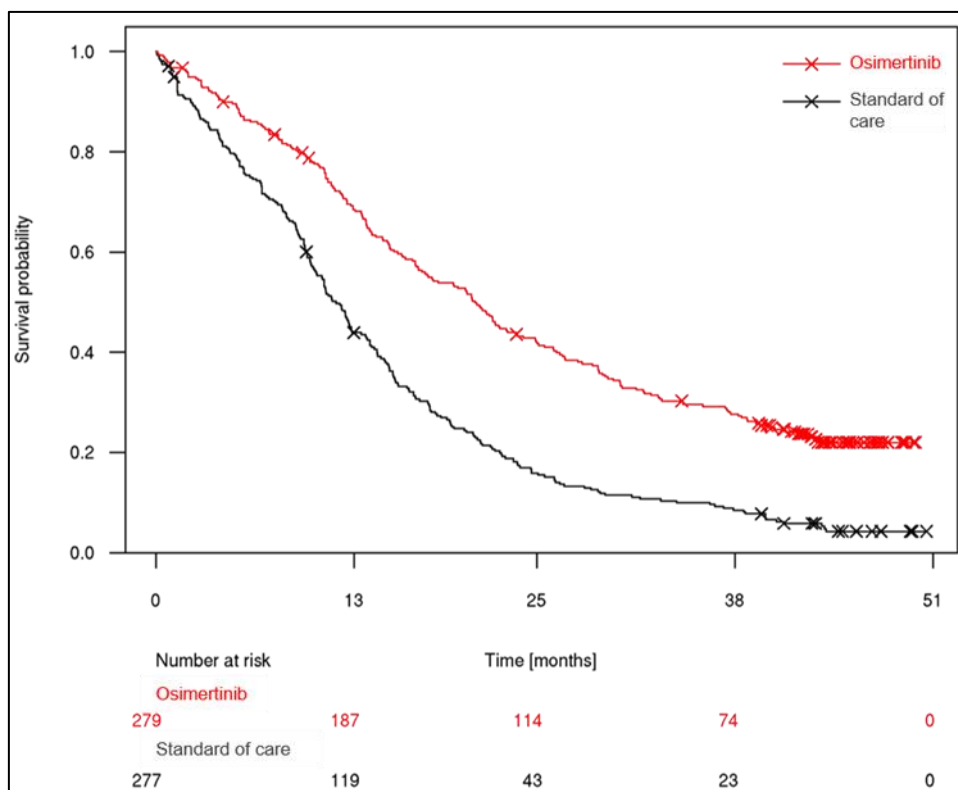 Osimertinib
Standard of
care
Survival probability
1.0
0.8
0.6
0.4
0.2
0.0
0 13 25 38 51
Number at risk Time [months]
Osimertinib
279 187 114 74 0
Standard of care
277 119 43 23 0